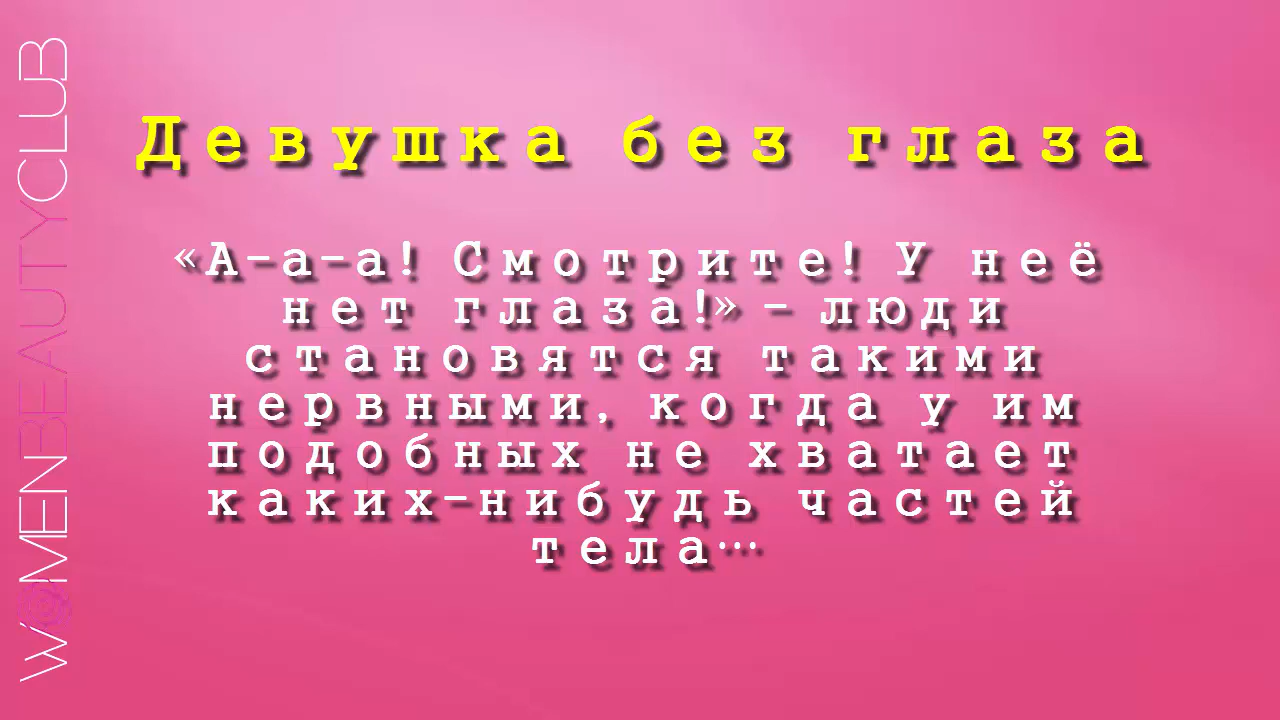 Девушка без глаза
«А-а-а! Смотрите! У неё
нет глаза!» - люди
становятся такими
нервными, когда у им
подобных не хватает
каких-нибудь частей
тела…
WOMENBEAUTYCLUB